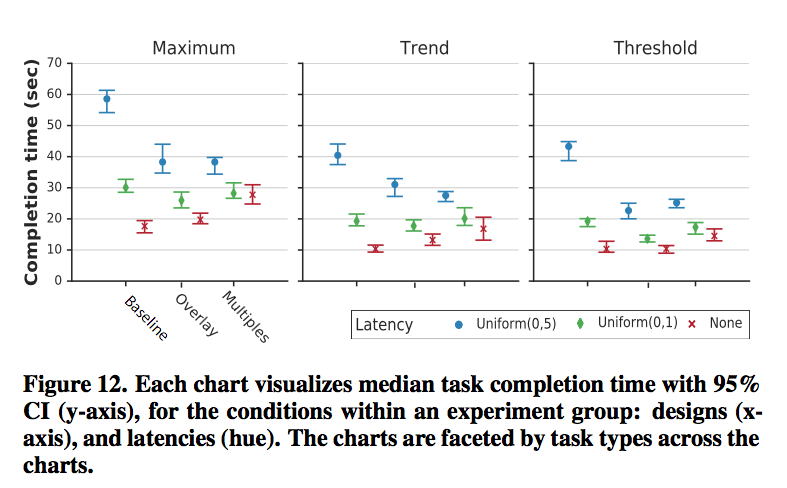 Maximum
Trend
Threshold
Completion time (sec)
70
60
50
40
30
20
10
0
Baseline
Overlay
Multiples
Latency
Uniform(0,5)
Uniform(0,1)
None
Figure 12. Each chart visualizes median task completion time with 95%
CI (y-axis), for the conditions within an experiment group: designs (x-
axis), and latencies (hue). The charts are faceted by task types across the
charts.